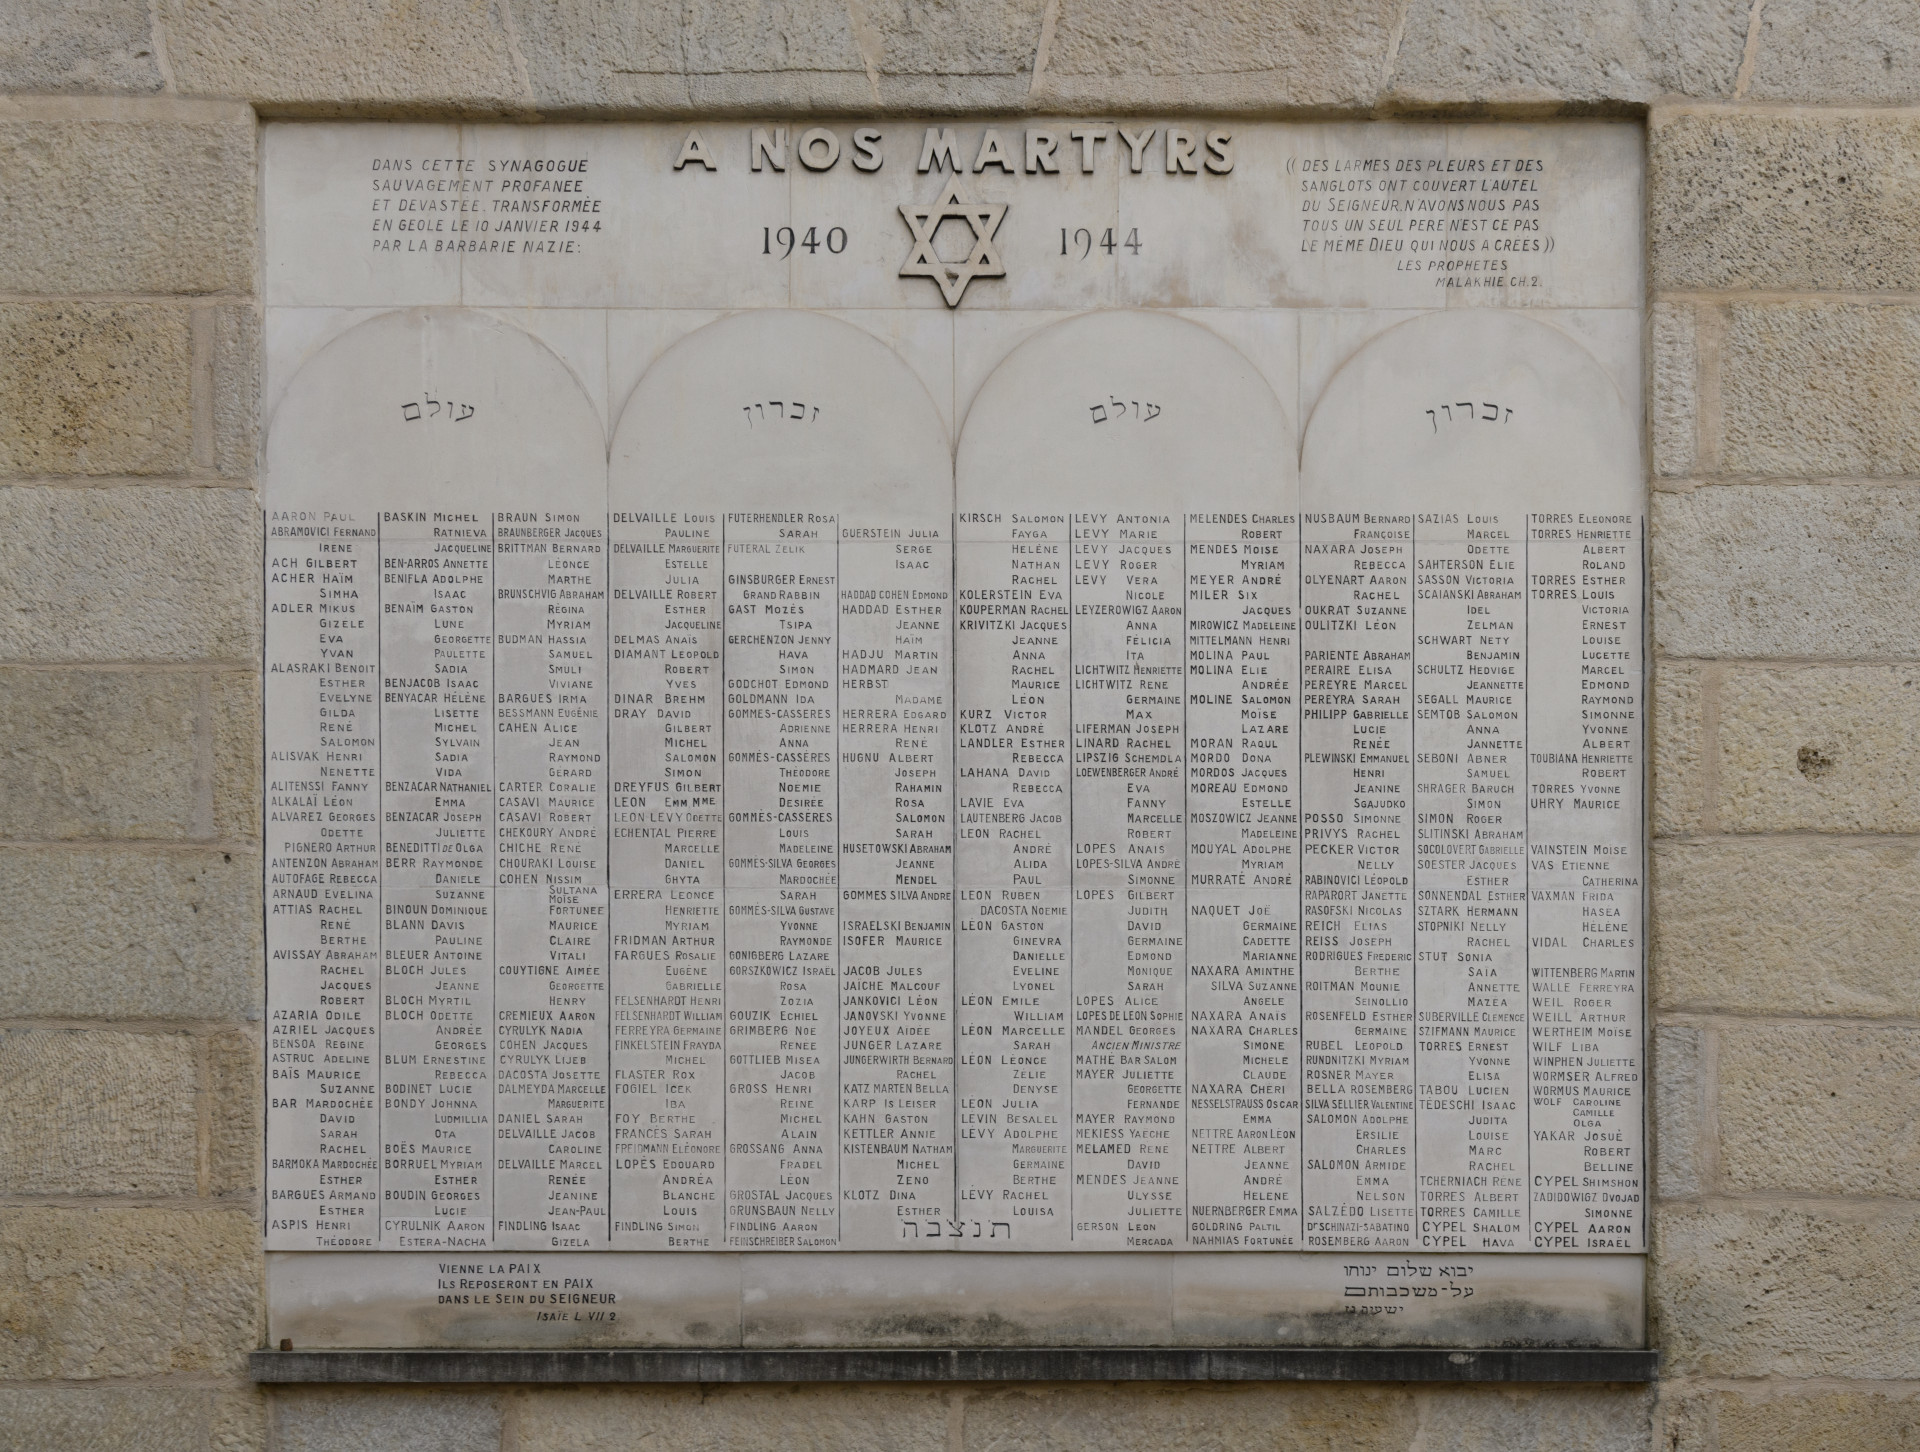 A NOS MARTYRS
DANS CETTE SYNAGOGUE
SAUVAGEMENT PROFANEE
ET DEVASTEE. TRANSFORMÉE
EN GEOLE LE 10 JANVIER 1944
PAR LA BARBARIE NAZIE:
1940
1944
(( DES LARMES DES PLEURS ET DES
SANGLOTS ONT COUVERT L'AUTEL
DU SEIGNEUR. N'AVONS NOUS PAS
TOUS UN SEUL PERE N'EST CE PAS
LE MÊME DIEU QUI NOUS A CRÉES ))
LES PROPHETES
MALAKHIE. CH. 2.
עולם
זכרון
עולם
זכרון
AARON PAUL
ABRAMOVICI FERNAND
IRENE
ACH GILBERT
ACHER HAÏM
SIMHA
ADLER MIKUS
GIZELE
EVA
YVAN
ALASRAKI BENOIT
ESTHER
EVELYNE
GILDA
RENÉ
SALOMON
ALISVAK HENRI
NENETTE
ALITENSSI FANNY
ALKALAÏ LÉON
ALVAREZ GEORGES
ODETTE
PIGNERO ARTHUR
ANTENZON ABRAHAM
AUTOFAGE REBECCA
ARNAUD EVELINA
ATTIAS RACHEL
RENÉ
BERTHE
AVISSAY ABRAHAM
RACHEL
JACQUES
ROBERT
AZARIA ODILE
AZRIEL JACQUES
BENSOA REGINE
ASTRUC ADELINE
BAÏS MAURICE
SUZANNE
BAR MARDOCHÉE
DAVID
SARAH
RACHEL
BARMOKA MARDOCHÉE
ESTHER
BARGUES ARMAND
ESTHER
ASPIS HENRI
THÉODORE
BASKIN MICHEL
RATNIEVA
JACQUELINE
BEN-ARROS ANNETTE
BENIFLA ADOLPHE
ISAAC
BENAÏM GASTON
LUNE
GEORGETTE
PAULETTE
SADIA
BENJACOB ISAAC
BENYACAR HÉLÈNE
LISETTE
MICHEL
SYLVAIN
SADIA
VIDA
BENZACAR NATHANIEL
EMMA
BENZACAR JOSEPH
JULIETTE
BENEDITTI DE OLGA
BERR RAYMONDE
DANIELE
SUZANNE
BINOUN DOMINIQUE
BLANN DAVIS
PAULINE
BLEUER ANTOINE
BLOCH JULES
JEANNE
BLOCH MYRTIL
BLOCH ODETTE
ANDRÉE
GEORGES
BLUM ERNESTINE
REBECCA
BODINET LUCIE
BONDY JOHNNA
LUDMILLIA
OTA
BOËS MAURICE
BORRUEL MYRIAM
ESTHER
BOUDIN GEORGES
LUCIE
CYRULNIK AARON
ESTERA-NACHA
BRAUN SIMON
BRAUNBERGER JACQUES
BRITTMAN BERNARD
LÉONCE
MARTHE
BRUNSCHVIG ABRAHAM
RÉGINA
MYRIAM
BUDMAN HASSIA
SAMUEL
SMULI
VIVIANE
BARGUES IRMA
BESSMANN EUGÉNIE
CAHEN ALICE
JEAN
RAYMOND
GERARD
CARTER CORALIE
CASAVI MAURICE
CASAVI ROBERT
CHEKOURY ANDRÉ
CHICHE RENÉ
CHOURAKI LOUISE
COHEN NISSIM
SULTANA
MOÏSE
FORTUNEE
MAURICE
CLAIRE
VITALI
COUYTIGNE AIMÉE
GEORGETTE
HENRY
CREMIEUX AARON
CYRULYK NADIA
COHEN JACQUES
CYRULYK LIJEB
DACOSTA JOSETTE
DALMEYDA MARCELLE
MARGUERITE
DANIEL SARAH
DELVAILLE JACOB
CAROLINE
DELVAILLE MARCEL
RENÉE
JEANINE
JEAN-PAUL
FINDLING ISAAC
GIZELA
DELVAILLE LOUIS
PAULINE
DELVAILLE MARGUERITE
ESTELLE
JULIA
DELVAILLE ROBERT
ESTHER
JACQUELINE
DELMAS ANAÏS
DIAMANT LEOPOLD
ROBERT
YVES
DINAR BREHM
DRAY DAVID
GILBERT
MICHEL
SALOMON
SIMON
DREYFUS GILBERT
LEON EMM MME
LEON LEVY ODETTE
ECHENTAL PIERRE
MARCELLE
DANIEL
GHYTA
ERRERA LEONCE
HENRIETTE
MYRIAM
FRIDMAN ARTHUR
FARGUES ROSALIE
EUGÈNE
GABRIELLE
FELSENHARDT HENRI
FELSENHARDT WILLIAM
FERREYRA GERMAINE
FINKELSTEIN FRAYDA
MICHEL
FLASTER ROX
FOGIEL ICEK
IBA
FOY BERTHE
FRANCÈS SARAH
FREIDMANN ÉLÉONORE
LOPÈS EDOUARD
ANDRÉA
BLANCHE
LOUIS
FINDLING SIMON
BERTHE
FUTERHENDLER ROSA
SARAH
FUTERAL ZELIK
GINSBURGER ERNEST
GRAND RABBIN
GAST MOZÈS
TSIPA
GERCHENZON JENNY
HAVA
SIMON
GODCHOT EDMOND
GOLDMANN IDA
GOMMES-CASSERES
ADRIENNE
ANNA
GOMMÈS-CASSERES
THÉODORE
NOEMIE
DESIRÉE
GOMMÈS-CASSERES
LOUIS
MADELEINE
GOMMÈS-SILVA GEORGES
MARDOCHÉE
SARAH
GOMMÈS-SILVA GUSTAVE
YVONNE
RAYMONDE
GONIGBERG LAZARE
GORSZKOWICZ ISRAËL
ROSA
ZOZIA
GOUZIK ECHIEL
GRIMBERG NOE
RENÉE
GOTTLIEB MISEA
JACOB
GROSS HENRI
REINE
MICHEL
ALAIN
GROSSANG ANNA
FRADEL
LÉON
GROSTAL JACQUES
GRUNSBAUN NELLY
FINDLING AARON
FEINSCHREIBER SALOMON
GUERSTEIN JULIA
SERGE
ISAAC
HADDAD COHEN EDMOND
HADDAD ESTHER
JEANNE
HAÏM
HADJU MARTIN
HADMARD JEAN
HERBST
MADAME
HERRERA EDGARD
HERRERA HENRI
RENÉ
HUGNU ALBERT
JOSEPH
RAHAMIN
ROSA
SALOMON
SARAH
HUSETOWSKI ABRAHAM
JEANNE
MENDEL
GOMMES SILVA ANDRE
ISRAELSKI BENJAMIN
ISOFER MAURICE
JACOB JULES
JAÏCHE MALCOUF
JANKOVICI LÉON
JANOVSKI YVONNE
JOYEUX AIDÉE
JUNGER LAZARE
JUNGERWIRTH BERNARD
RACHEL
KATZ MARTEN BELLA
KARP IS LEISER
KAHN GASTON
KETTLER ANNIE
KISTENBAUM NATHAM
MICHEL
ZENO
KLOTZ DINA
ESTHER
KIRSCH SALOMON
FAYGA
HELÈNE
NATHAN
RACHEL
KOLERSTEIN EVA
KOUPERMAN RACHEL
KRIVITZKI JACQUES
JEANNE
ANNA
RACHEL
MAURICE
LÉON
KURZ VICTOR
KLOTZ ANDRÉ
LANDLER ESTHER
REBECCA
LAHANA DAVID
REBECCA
LAVIE EVA
LAUTENBERG JACOB
LEON RACHEL
ANDRÉ
ALIDA
PAUL
LEON RUBEN
DACOSTA NOEMIE
LÉON GASTON
GINEVRA
DANIELLE
EVELINE
LYONEL
LÉON EMILE
WILLIAM
LÉON MARCELLE
SARAH
LÉON LEONCE
ZÉLIE
DENYSE
LÉON JULIA
LEVIN BESALEL
LÉVY ADOLPHE
MARGUERITE
GERMAINE
BERTHE
LÉVY RACHEL
LOUISA
תנצבה
LEVY ANTONIA
LEVY MARIE
LEVY JACQUES
LEVY ROGER
LEVY VERA
NICOLE
LEYZEROWIGZ AARON
ANNA
FÉLICIA
ITA
LICHTWITZ HENRIETTE
LICHTWITZ RENE
GERMAINE
MAX
LIFERMAN JOSEPH
LINARD RACHEL
LIPSZIG SCHEMDLA
LOEWENBERGER ANDRÉ
EVA
FANNY
MARCELLE
ROBERT
LOPES ANAIS
LOPES-SILVA ANDRÉ
SIMONNE
LOPES GILBERT
JUDITH
DAVID
GERMAINE
EDMOND
MONIQUE
SARAH
LOPES ALICE
LOPES DE LEON SOPHIE
MANDEL GEORGES
ANCIEN MINISTRE
MATHÉ BAR SALOM
MAYER JULIETTE
GEORGETTE
FERNANDE
MAYER RAYMOND
MEKIESS YAECHE
MELAMED RENÉ
DAVID
MENDES JEANNE
ULYSSE
JULIETTE
GERSON LEON
MERCADA
MELENDES CHARLES
ROBERT
MENDES MOISE
MYRIAM
MEYER ANDRÉ
MILER SIX
JACQUES
MIROWICZ MADELEINE
MITTELMANN HENRI
MOLINA PAUL
MOLINA ELIE
ANDRÉE
MOLINE SALOMON
MOÏSE
LAZARE
MORAN RAOUL
MORDO DONA
MORDOS JACQUES
MOREAU EDMOND
ESTELLE
MOSZOWICZ JEANNE
MADELEINE
MOUYAL ADOLPHE
MYRIAM
MURRATÉ ANDRÉ
NAQUET JOË
GERMAINE
CADETTE
MARIANNE
NAXARA AMINTHE
SILVA SUZANNE
ANGELE
NAXARA ANAÏS
NAXARA CHARLES
SIMONE
MICHELE
CLAUDE
NAXARA CHÉRI
NESSELSTRAUSS OSCAR
EMMA
NETTRE AARON LÉON
NETTRE ALBERT
JEANNE
ANDRÉ
HELENE
NUERNBERGER EMMA
GOLDRING PALTIL
NAHMIAS FORTUNÉE
NUSBAUM BERNARD
FRANÇOISE
NAXARA JOSEPH
REBECCA
OLYENART AARON
RACHEL
OUKRAT SUZANNE
OULITZKI LÉON
PARIENTE ABRAHAM
PERAIRE ELISA
PEREYRE MARCEL
PEREYRA SARAH
PHILIPP GABRIELLE
LUCIE
RENÉE
PLEWINSKI EMMANUEL
HENRI
JEANINE
SGAJUDKO
POSSO SIMONNE
PRIVYS RACHEL
PECKER VICTOR
NELLY
RABINOVICI LÉOPOLD
RAPARORT JANETTE
RASOFSKI NICOLAS
REICH ELIAS
REISS JOSEPH
RODRIGUES FREDERIC
BERTHE
ROITMAN MOUNIE
SEINOLLIO
ROSENFELD ESTHER
GERMAINE
RUBEL LEOPOLD
RUNDNITZKI MYRIAM
ROSNER MAYER
BELLA ROSEMBERG
SILVA SELLIER VALENTINE
SALOMON ADOLPHE
ERSILIE
CHARLES
SALOMON ARMIDE
EMMA
NELSON
SALZÉDO LISETTE
DE SCHINAZI-SABATINO
ROSEMBERG AARON
SAZIAS LOUIS
MARCEL
ODETTE
SAHTERSON ELIE
SASSON VICTORIA
SCAIANSKI ABRAHAM
IDEL
ZELMAN
SCHWART NETY
BENJAMIN
SCHULTZ HEDVIGE
JEANNETTE
SEGALL MAURICE
SEMTOB SALOMON
ANNA
JANNETTE
SEBONI ABNER
SAMUEL
SHRAGER BARUCH
SIMON
SIMON ROGER
SLITINSKI ABRAHAM
SOCOLOVERT GABRIELLE
SOESTER JACQUES
ESTHER
SONNENDAL ESTHER
SZTARK HERMANN
STOPNIKI NELLY
RACHEL
STUT SONIA
SAÏA
ANNETTE
MAZEA
SUBERVILLE CLEMENCE
SZIFMANN MAURICE
TORRES ERNEST
YVONNE
ELISA
TABOU LUCIEN
TÉDESCHI ISAAC
JUDITA
LOUISE
MARC
RACHEL
TCHERNIACH RENE
TORRES ALBERT
TORRES CAMILLE
CYPEL SHALOM
CYPEL HAVA
TORRES ELEONORE
TORRES HENRIETTE
ALBERT
ROLAND
TORRES ESTHER
TORRES LOUIS
VICTORIA
ERNEST
LOUISE
LUCETTE
MARCEL
EDMOND
RAYMOND
SIMONNE
YVONNE
ALBERT
TOUBIANA HENRIETTE
ROBERT
TORRES YVONNE
UHRY MAURICE
VAINSTEIN MOISE
VAS ETIENNE
CATHERINA
VAXMAN FRIDA
HASEA
HÉLÈNE
VIDAL CHARLES
WITTENBERG MARTIN
WALLE FERREYRA
WEIL ROGER
WEILL ARTHUR
WERTHEIM MOÏSE
WILF LIBA
WINPHEN JULIETTE
WORMSER ALFRED
WORMUS MAURICE
WOLF CAROLINE
CAMILLE
OLGA
YAKAR JOSUÉ
ROBERT
BELLINE
CYPEL SHIMSHON
ZADIDOWIGZ DVOJAD
SIMONNE
CYPEL AARON
CYPEL ISRAËL
VIENNE LA PAIX
ILS REPOSERONT EN PAIX
DANS LE SEIN DU SEIGNEUR
ISAÏE L VII 2
יבוא שלום ינוחו
על-משכבותם
ישעיה נז